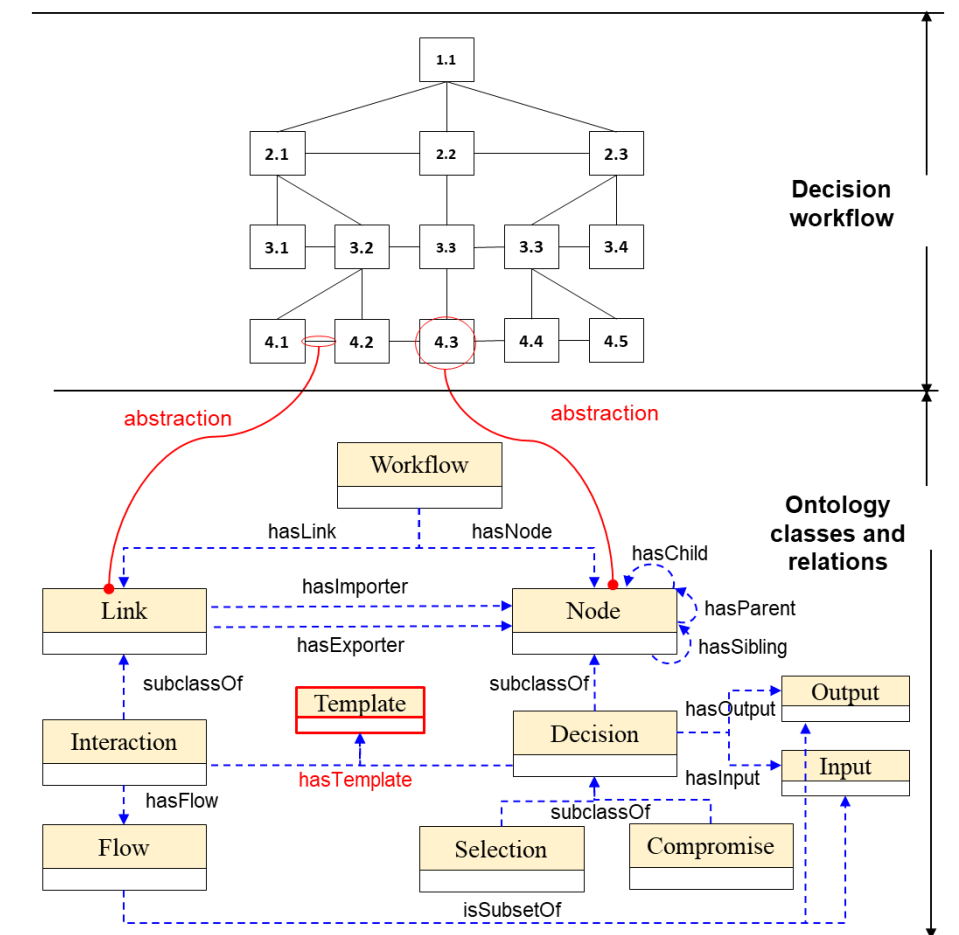 1.1
2.1
2.2
2.3
Decision
workflow
3.1
3.2
3.3
3.3
3.4
4.1
4.2
4.3
4.4
4.5
abstraction
abstraction
Workflow
Ontology
classes and
relations
hasLink
hasNode
hasChild
Link
hasImporter
Node
hasParent
hasExporter
hasSibling
subclassOf
subclassOf
Template
Output
hasOutput
Interaction
Decision
hasTemplate
hasInput
Input
hasFlow
subclassOf
Flow
Selection
Compromise
isSubsetOf